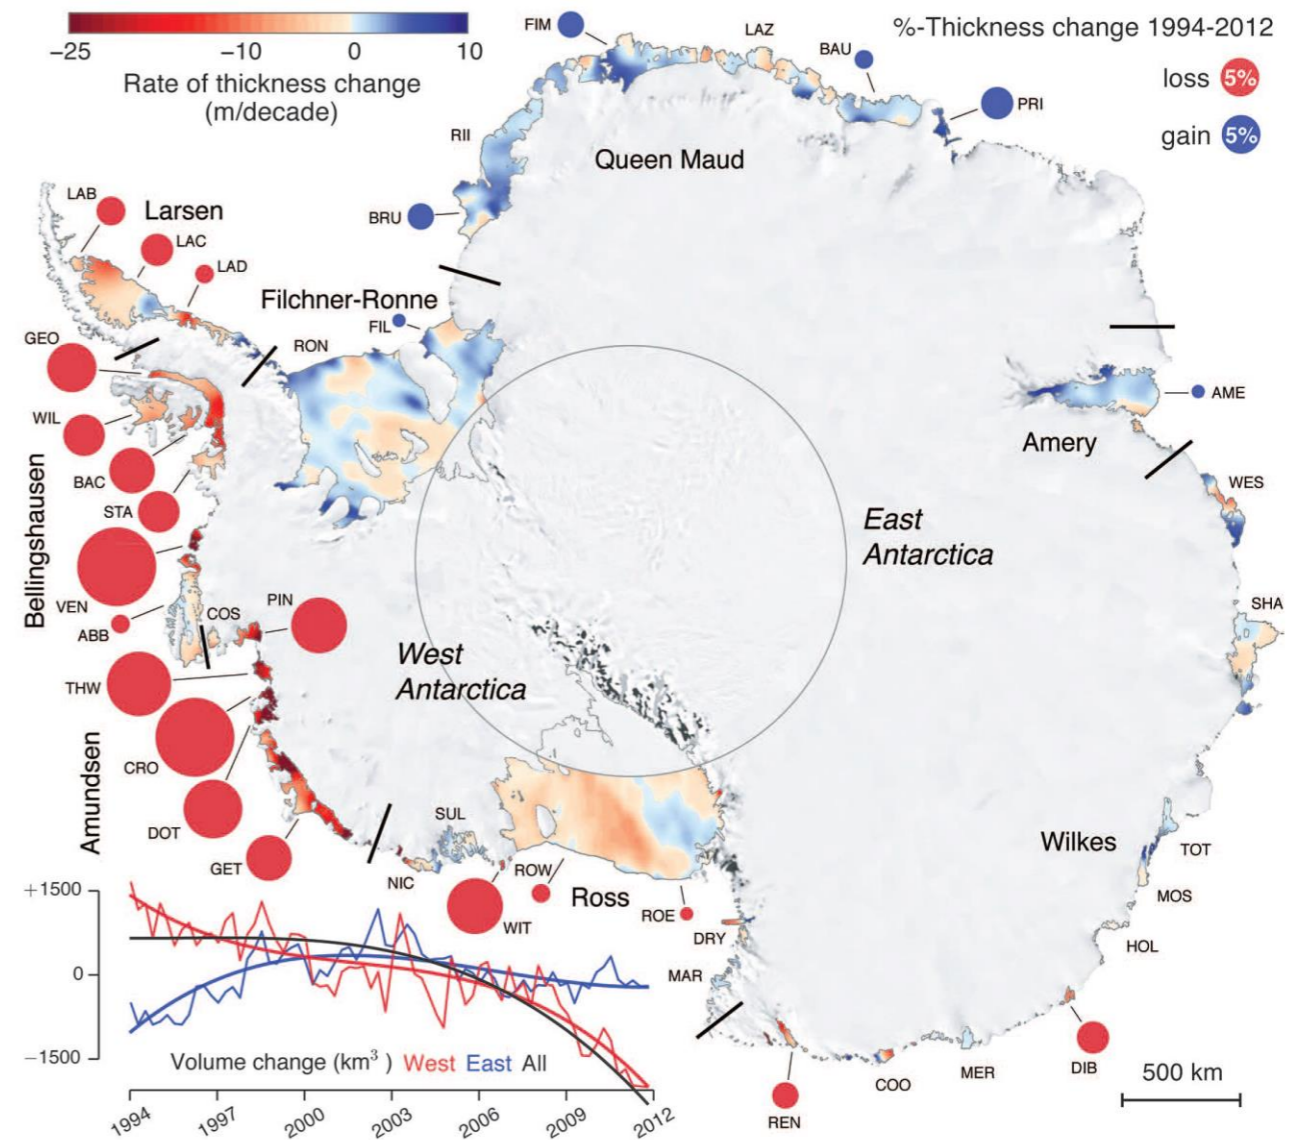 −25 −10 0 10
Rate of thickness change
(m/decade)
%-Thickness change 1994-2012
loss 5%
gain 5%
FIM
LAZ
BAU
PRI
RII
Queen Maud
BRU
LAB
Larsen
LAC
LAD
Filchner-Ronne
FIL
RON
GEO
WIL
BAC
STA
Bellingshausen
VEN
ABB
COS
PIN
THW
CRO
DOT
GET
Amundsen
West
Antarctica
East
Antarctica
AME
Amery
WES
SHA
Wilkes
TOT
MOS
HOL
DIB
MER
COO
REN
MAR
DRY
ROE
Ross
ROW
WIT
SUL
NIC
500 km
+1500
0
−1500
Volume change (km³ ) West East All
1994 1997 2000 2003 2006 2009 2012